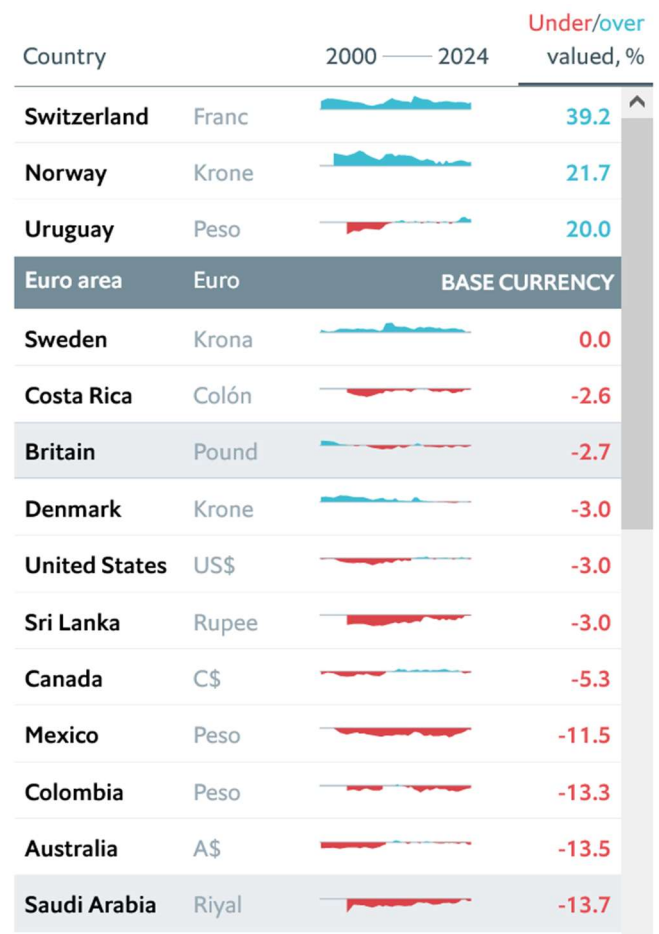 Under/over
Country 2000 2024 valued, %
Switzerland Franc 39.2
Norway Krone 21.7
Uruguay Peso 20.0
Euro area Euro BASE CURRENCY
Sweden Krona 0.0
Costa Rica Colón -2.6
Britain Pound -2.7
Denmark Krone -3.0
United States US$ -3.0
Sri Lanka Rupee -3.0
Canada C$ -5.3
Mexico Peso -11.5
Colombia Peso -13.3
Australia A$ -13.5
Saudi Arabia Riyal -13.7